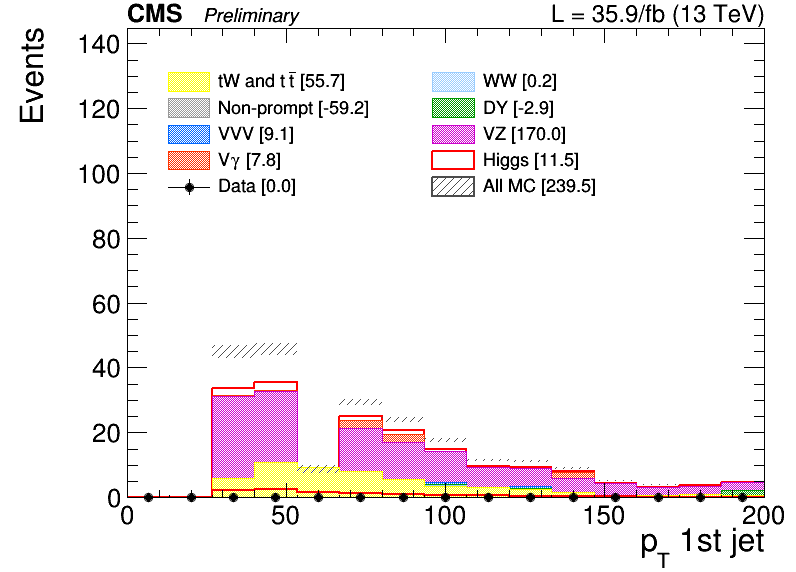 CMS Preliminary L = 35.9/fb (13 TeV)
Events
140
120
100
80
60
40
20
0
tW and t t̄ [55.7]
Non-prompt [-59.2]
VVV [9.1]
Vγ [7.8]
Data [0.0]
WW [0.2]
DY [-2.9]
VZ [170.0]
Higgs [11.5]
All MC [239.5]
0 50 100 150 200
p_T 1st jet